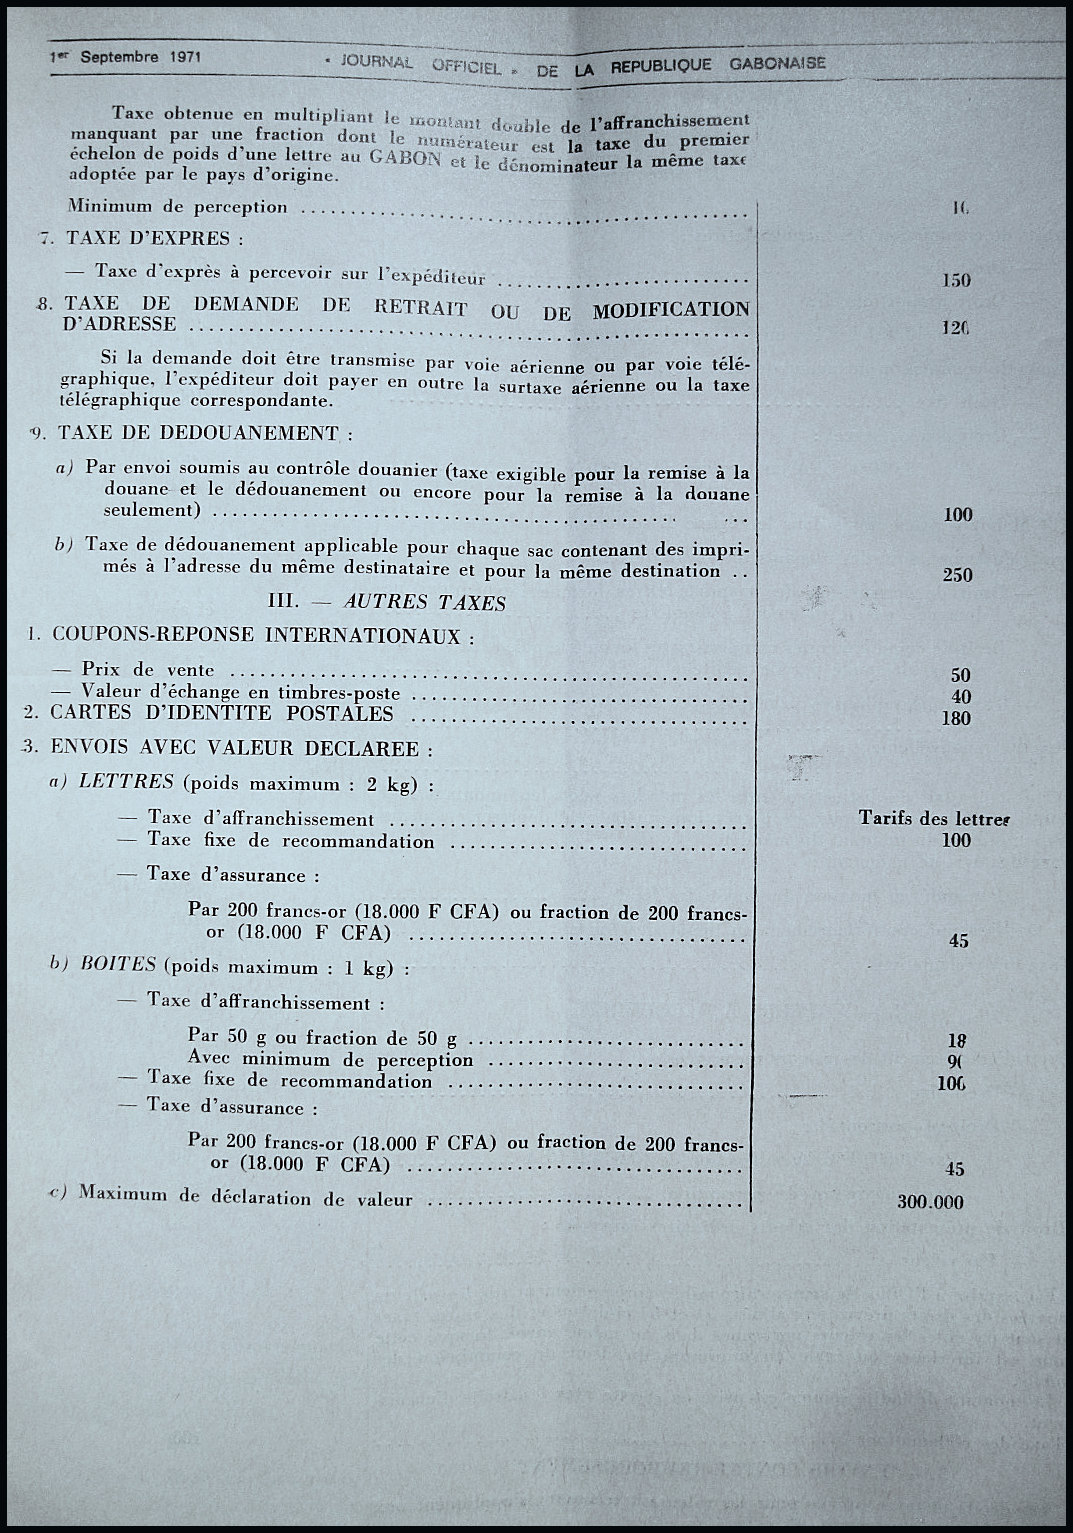 1er Septembre 1971 « JOURNAL OFFICIEL » DE LA REPUBLIQUE GABONAISE
Taxe obtenue en multipliant le montant double de l'affranchissement
manquant par une fraction dont le numérateur est la taxe du premier
échelon de poids d'une lettre au GABON et le dénominateur la même taxe
adoptée par le pays d'origine.
Minimum de perception ........................................
7. TAXE D'EXPRES :
— Taxe d'exprès à percevoir sur l'expéditeur .......................... 150
8. TAXE DE DEMANDE DE RETRAIT OU DE MODIFICATION
D'ADRESSE ........................................ 120
Si la demande doit être transmise par voie aérienne ou par voie télé-
graphique, l'expéditeur doit payer en outre la surtaxe aérienne ou la taxe
télégraphique correspondante.
9. TAXE DE DEDOUANEMENT :
a) Par envoi soumis au contrôle douanier (taxe exigible pour la remise à la
douane et le dédouanement ou encore pour la remise à la douane
seulement) ........................................ 100
b) Taxe de dédouanement applicable pour chaque sac contenant des impri-
més à l'adresse du même destinataire et pour la même destination .. 250
III. — AUTRES TAXES
1. COUPONS-REPONSE INTERNATIONAUX :
— Prix de vente ........................................ 50
— Valeur d'échange en timbres-poste .................................. 40
2. CARTES D'IDENTITE POSTALES .................................. 180
3. ENVOIS AVEC VALEUR DECLAREE :
a) LETTRES (poids maximum : 2 kg) :
— Taxe d'affranchissement .................................... Tarifs des lettres
— Taxe fixe de recommandation .............................. 100
— Taxe d'assurance :
Par 200 francs-or (18.000 F CFA) ou fraction de 200 francs-
or (18.000 F CFA) .................................. 45
b) BOITES (poids maximum : 1 kg) :
— Taxe d'affranchissement :
Par 50 g ou fraction de 50 g ............................ 18
Avec minimum de perception .......................... 90
— Taxe fixe de recommandation .............................. 100
— Taxe d'assurance :
Par 200 francs-or (18.000 F CFA) ou fraction de 200 francs-
or (18.000 F CFA) .................................. 45
c) Maximum de déclaration de valeur ................................ 300.000